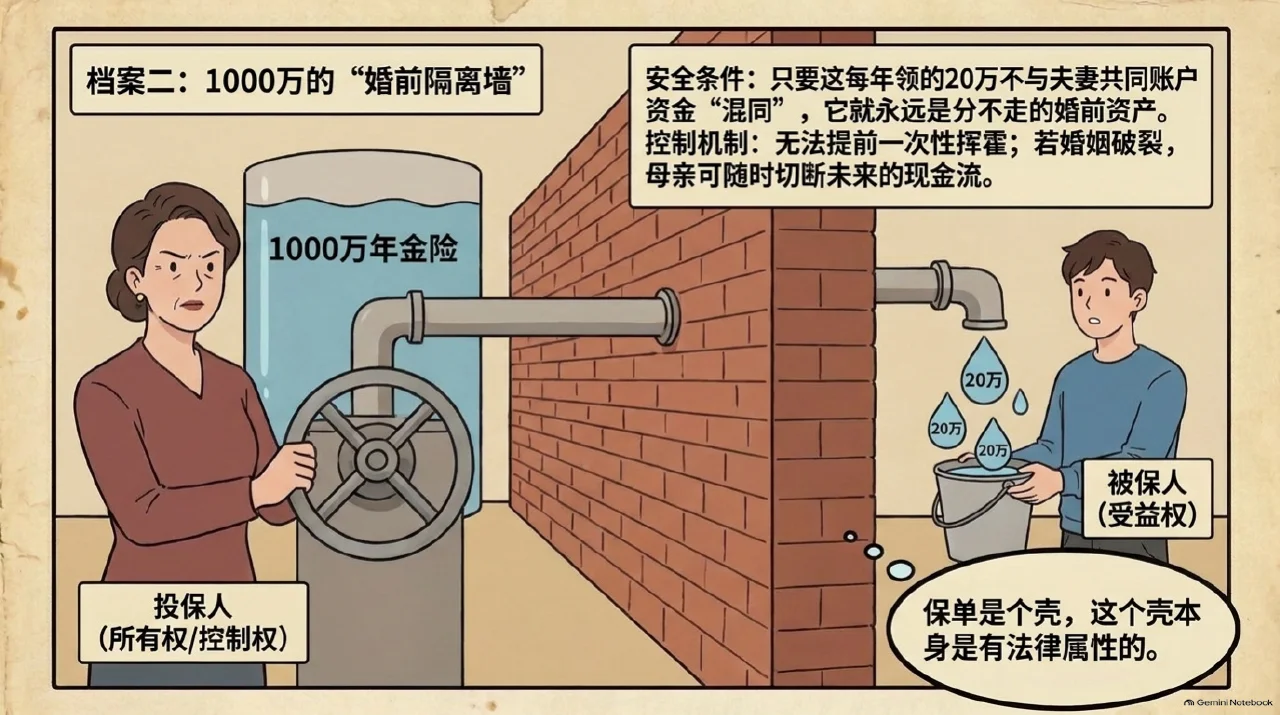 档案二：1000万的“婚前隔离墙”
安全条件：只要这每年领的20万不与夫妻共同账户
资金“混同”，它就永远是分不走的婚前资产。
控制机制：无法提前一次性挥霍；若婚姻破裂，
母亲可随时切断未来的现金流。
1000万年金险
20万
20万
20万
被保人
（受益权）
投保人
（所有权/控制权）
保单是个壳，这个壳本
身是有法律属性的。
Gemini Notebook